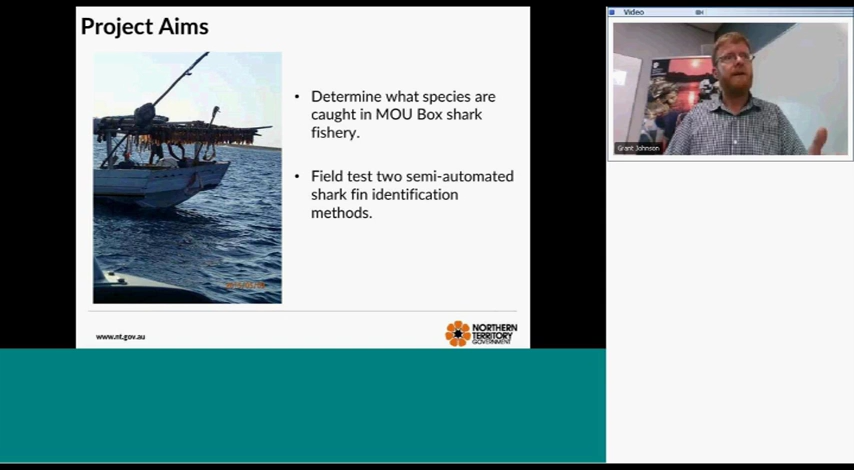 Project Aims
• Determine what species are
caught in MOU Box shark
fishery.
• Field test two semi-automated
shark fin identification
methods.
www.nt.gov.au
NORTHERN
TERRITORY
GOVERNMENT
Video
Grant Johnson